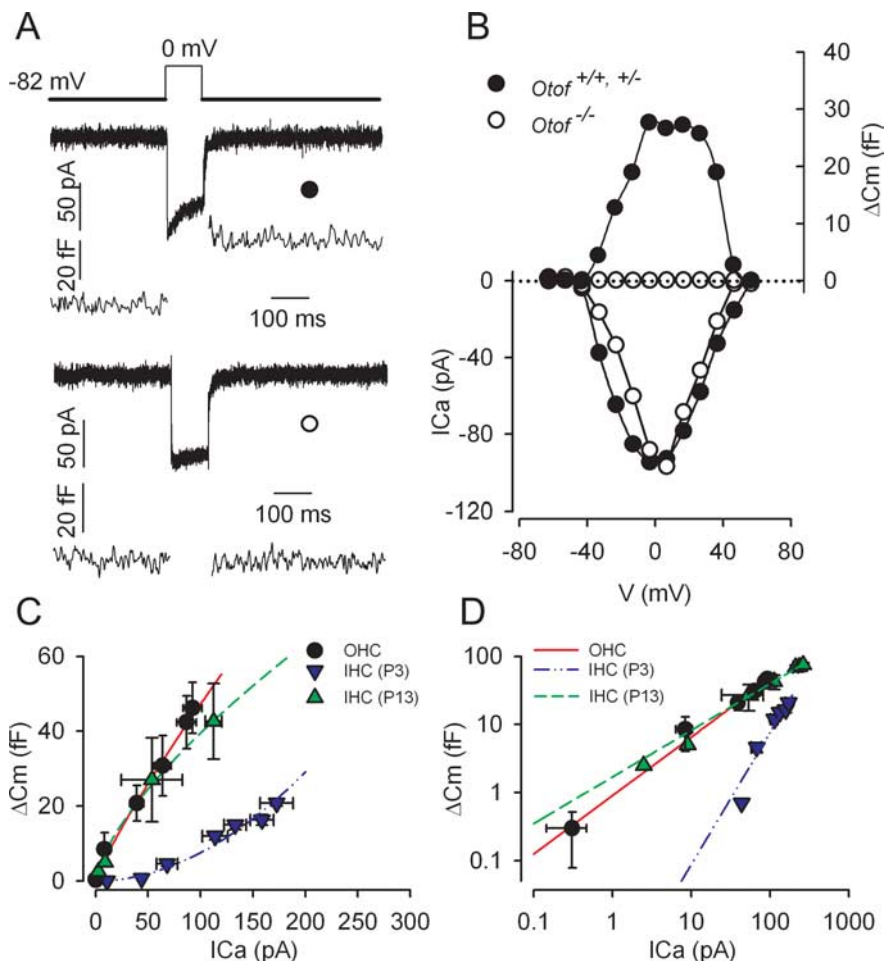 A
0 mV
-82 mV
50 pA
20 fF
100 ms
50 pA
20 fF
100 ms
B
Otof +/+, +/-
Otof -/-
40
30
20
10
0
ΔCm (fF)
0
-40
-80
-120
ICa (pA)
-80 -40 0 40 80
V (mV)
C
OHC
IHC (P3)
IHC (P13)
60
40
20
0
ΔCm (fF)
0 50 100 150 200 250 300
ICa (pA)
D
OHC
IHC (P3)
IHC (P13)
100
10
1
0.1
ΔCm (fF)
0.1 1 10 100 1000
ICa (pA)